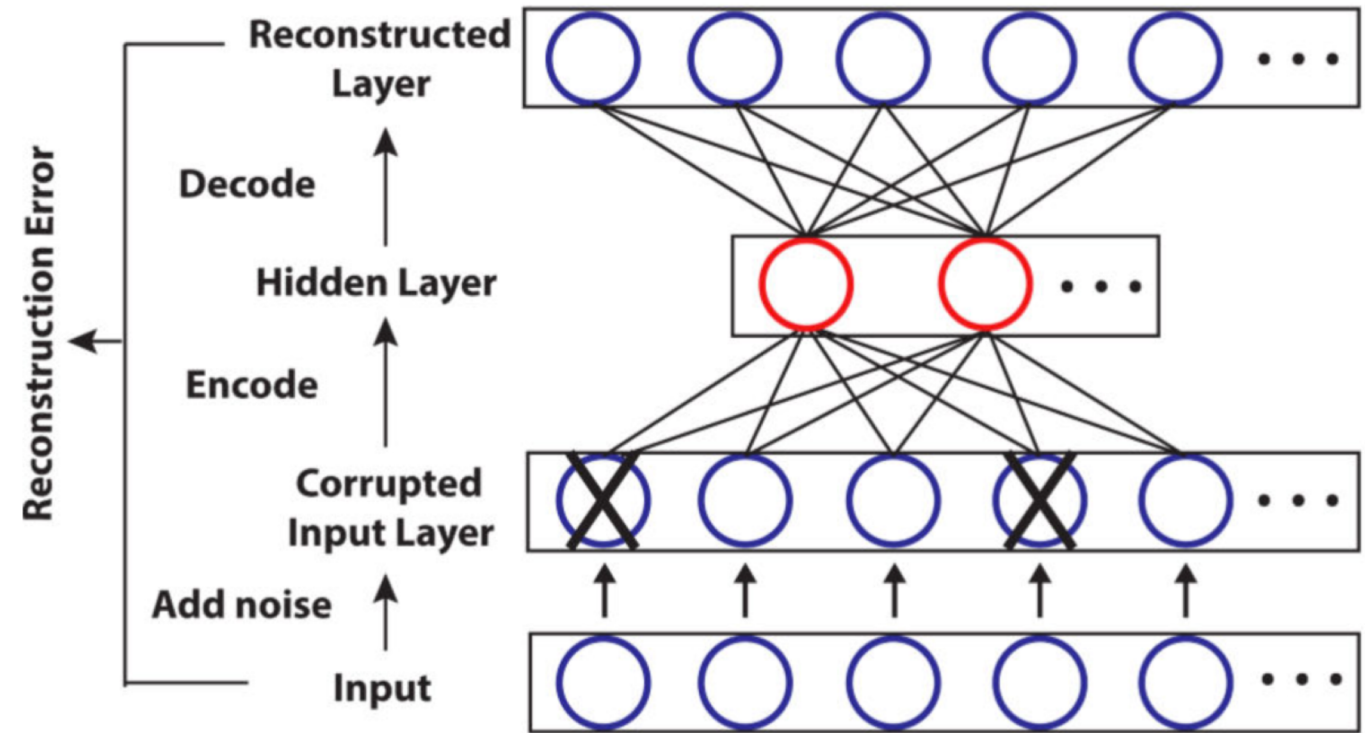 Reconstructed
Layer
Decode
Hidden Layer
Encode
Corrupted
Input Layer
Add noise
Input
Reconstruction Error